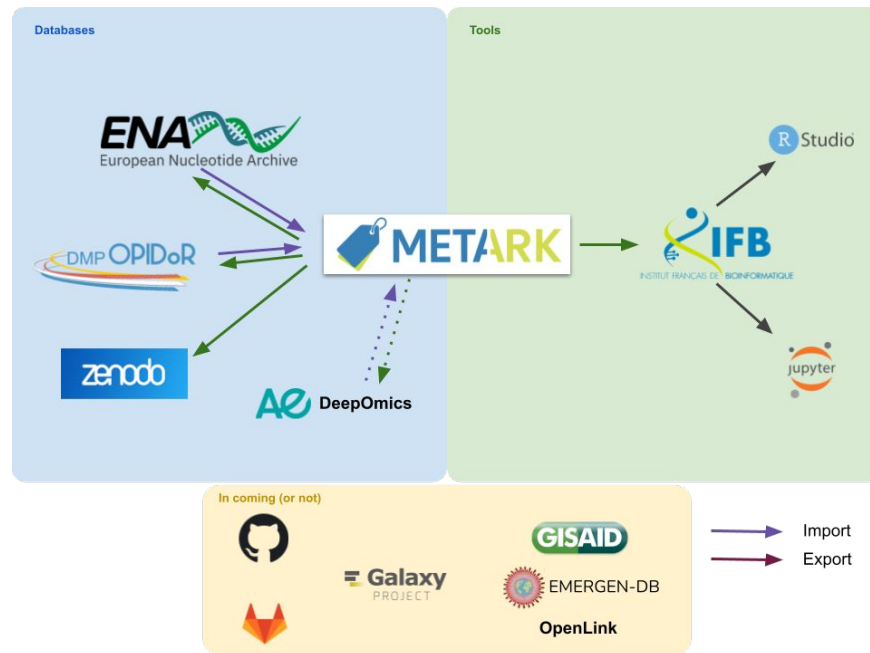 Databases
Tools
ENA
European Nucleotide Archive
R Studio
DMP OPIDoR
METARK
IFB
INSTITUT FRANÇAIS DE BIOINFORMATIQUE
zenodo
AE DeepOmics
jupyter
In coming (or not)
GISAID
Galaxy
PROJECT
EMERGEN-DB
OpenLink
Import
Export